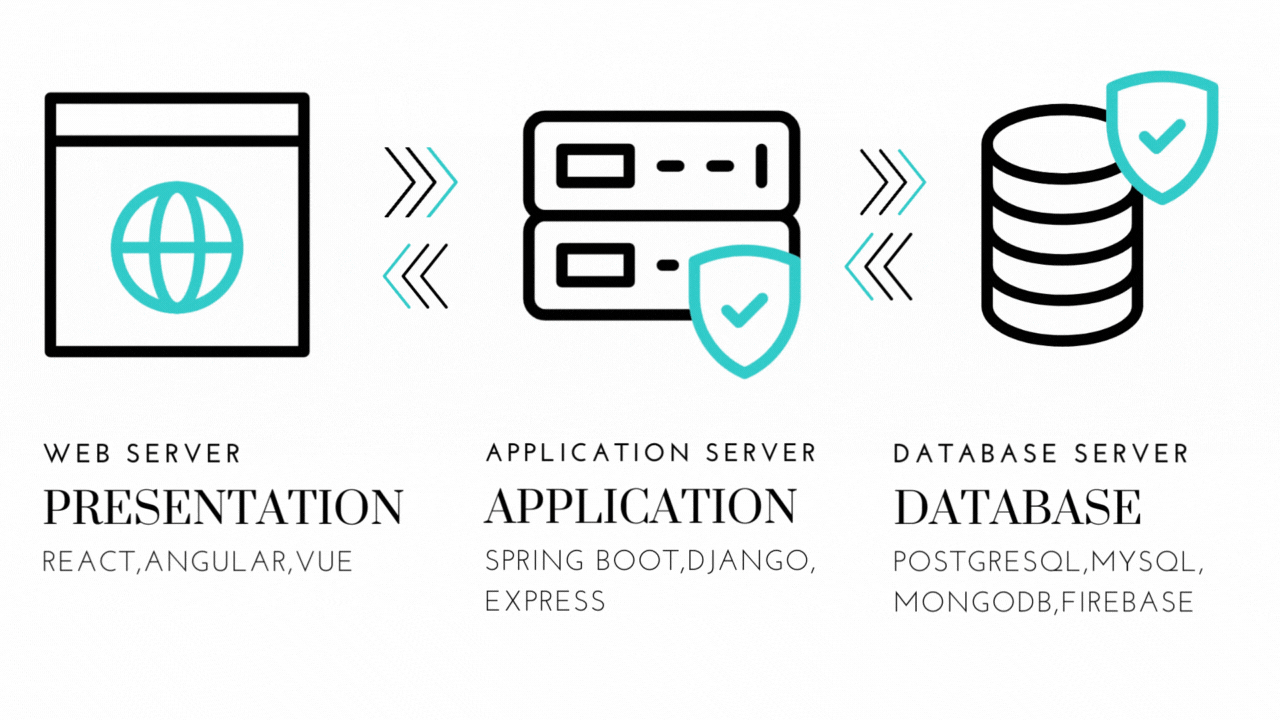 WEB SERVER
PRESENTATION
REACT,ANGULAR,VUE
APPLICATION SERVER
APPLICATION
SPRING BOOT,DJANGO,
EXPRESS
DATABASE SERVER
DATABASE
POSTGRESQL,MYSQL,
MONGODB,FIREBASE